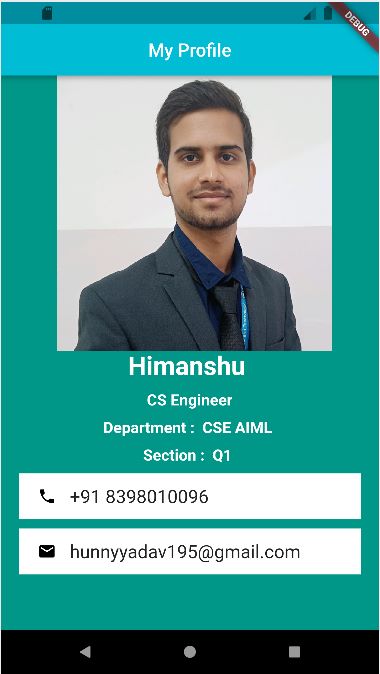 DEBUG
My Profile
Himanshu
CS Engineer
Department : CSE AIML
Section : Q1
+91 8398010096
hunnyyadav195@gmail.com